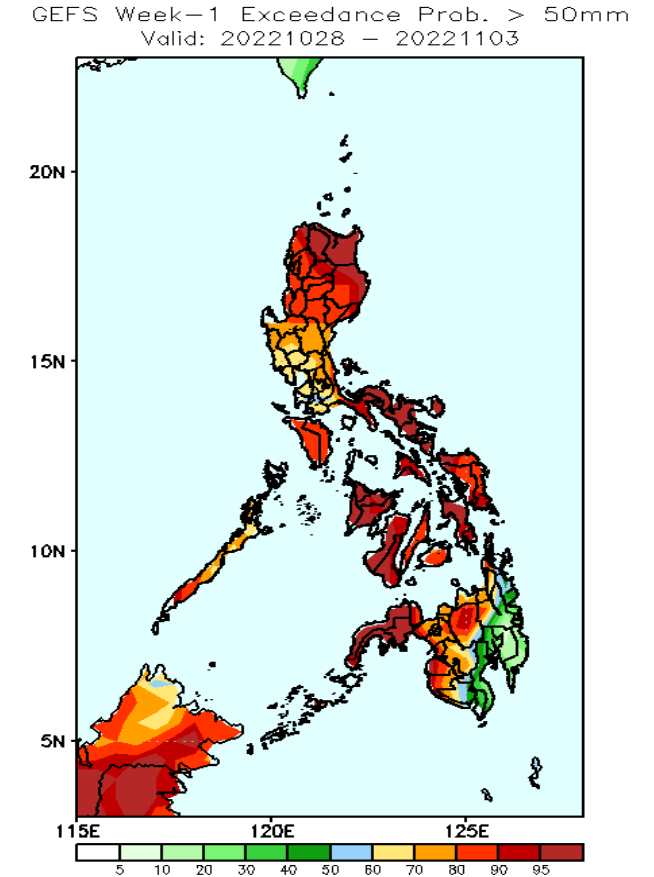 GEFS Week-1 Exceedance Prob. > 50mm
Valid: 20221028 - 20221103
20N
15N
10N
5N
115E 120E 125E
5 10 20 30 40 50 60 70 80 90 95